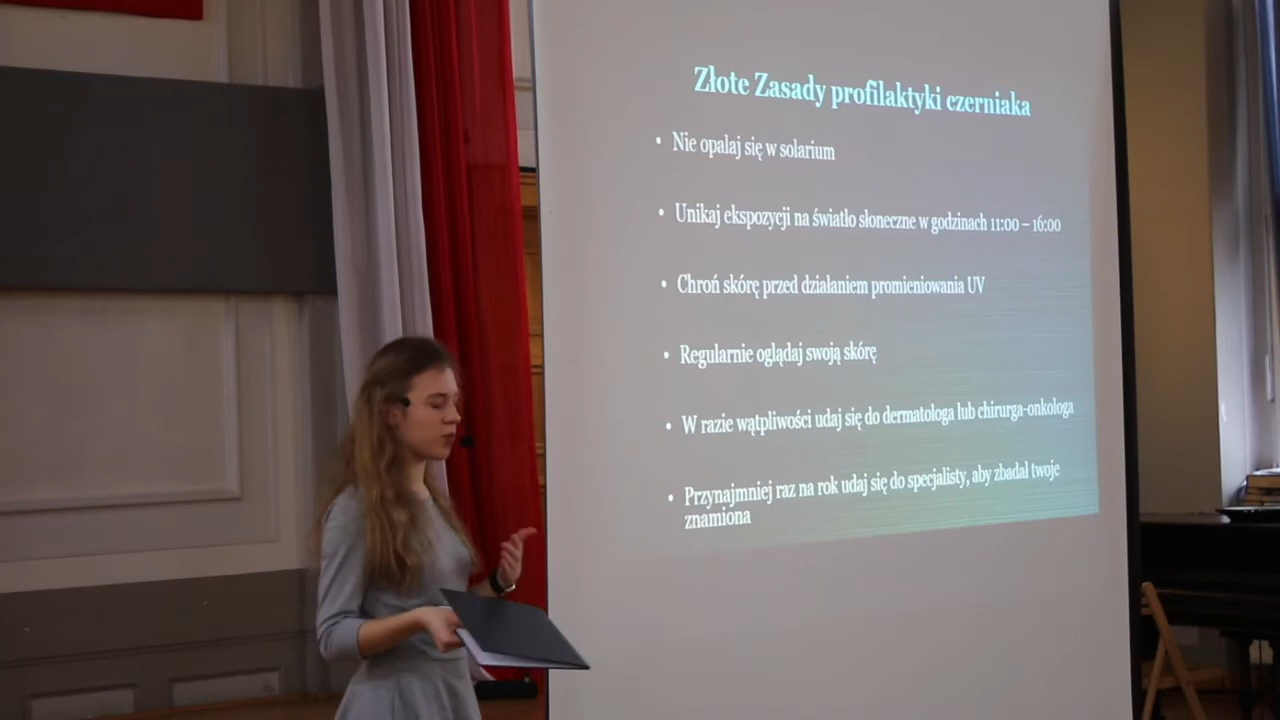 Złote Zasady profilaktyki czerniaka
• Nie opalaj się w solarium
• Unikaj ekspozycji na światło słoneczne w godzinach 11:00 – 16:00
• Chroń skórę przed działaniem promieniowania UV
• Regularnie oglądaj swoją skórę
• W razie wątpliwości udaj się do dermatologa lub chirurga-onkologa
• Przynajmniej raz na rok udaj się do specjalisty, aby zbadał twoje
znamiona